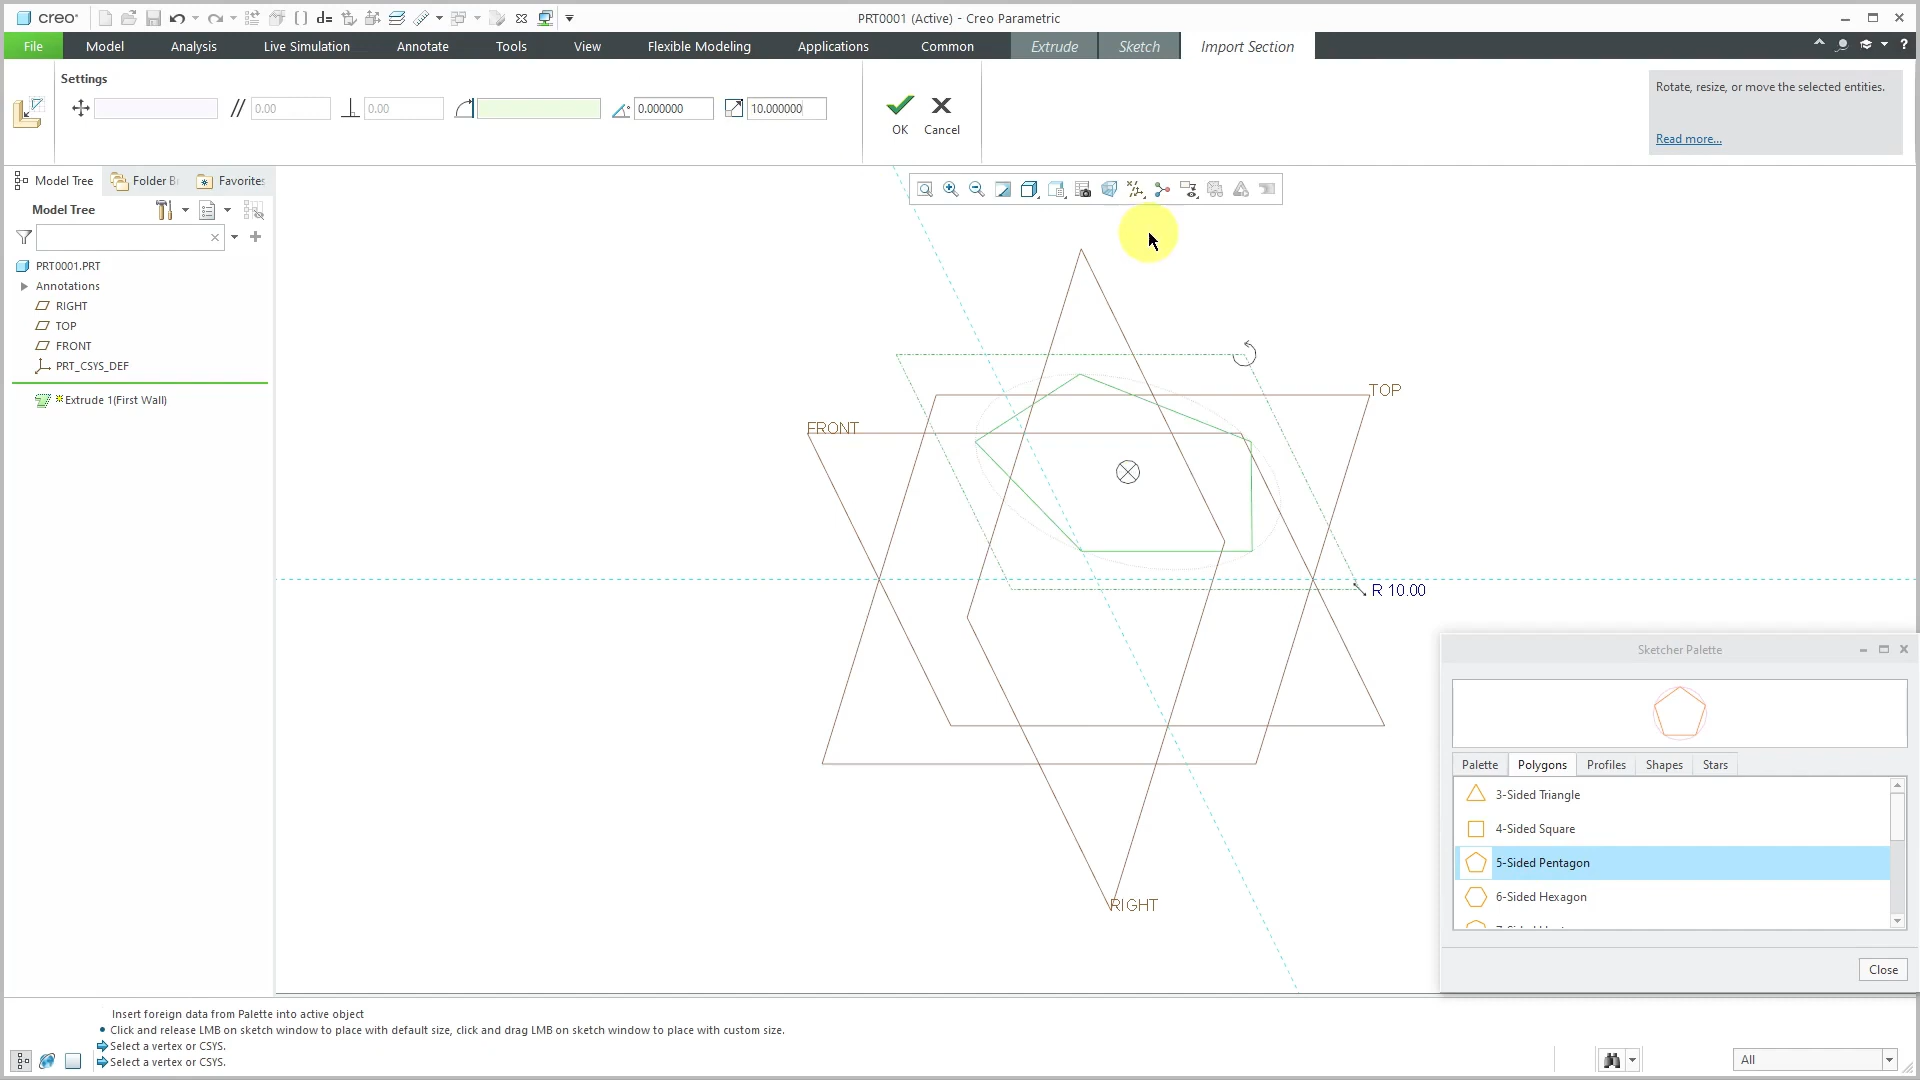 creo
PRT0001 (Active) - Creo Parametric
File
Model
Analysis
Live Simulation
Annotate
Tools
View
Flexible Modeling
Applications
Common
Extrude
Sketch
Import Section
Settings
0.00
0.00
0.000000
10.000000
OK
Cancel
Rotate, resize, or move the selected entities.
Read more...
Model Tree
Folder B
Favorites
Model Tree
PRT0001.PRT
Annotations
RIGHT
TOP
FRONT
PRT_CSYS_DEF
Extrude 1(First Wall)
TOP
FRONT
R 10.00
RIGHT
Sketcher Palette
Palette
Polygons
Profiles
Shapes
Stars
3-Sided Triangle
4-Sided Square
5-Sided Pentagon
6-Sided Hexagon
Close
Insert foreign data from Palette into active object
• Click and release LMB on sketch window to place with default size, click and drag LMB on sketch window to place with custom size.
Select a vertex or CSYS.
Select a vertex or CSYS.
All